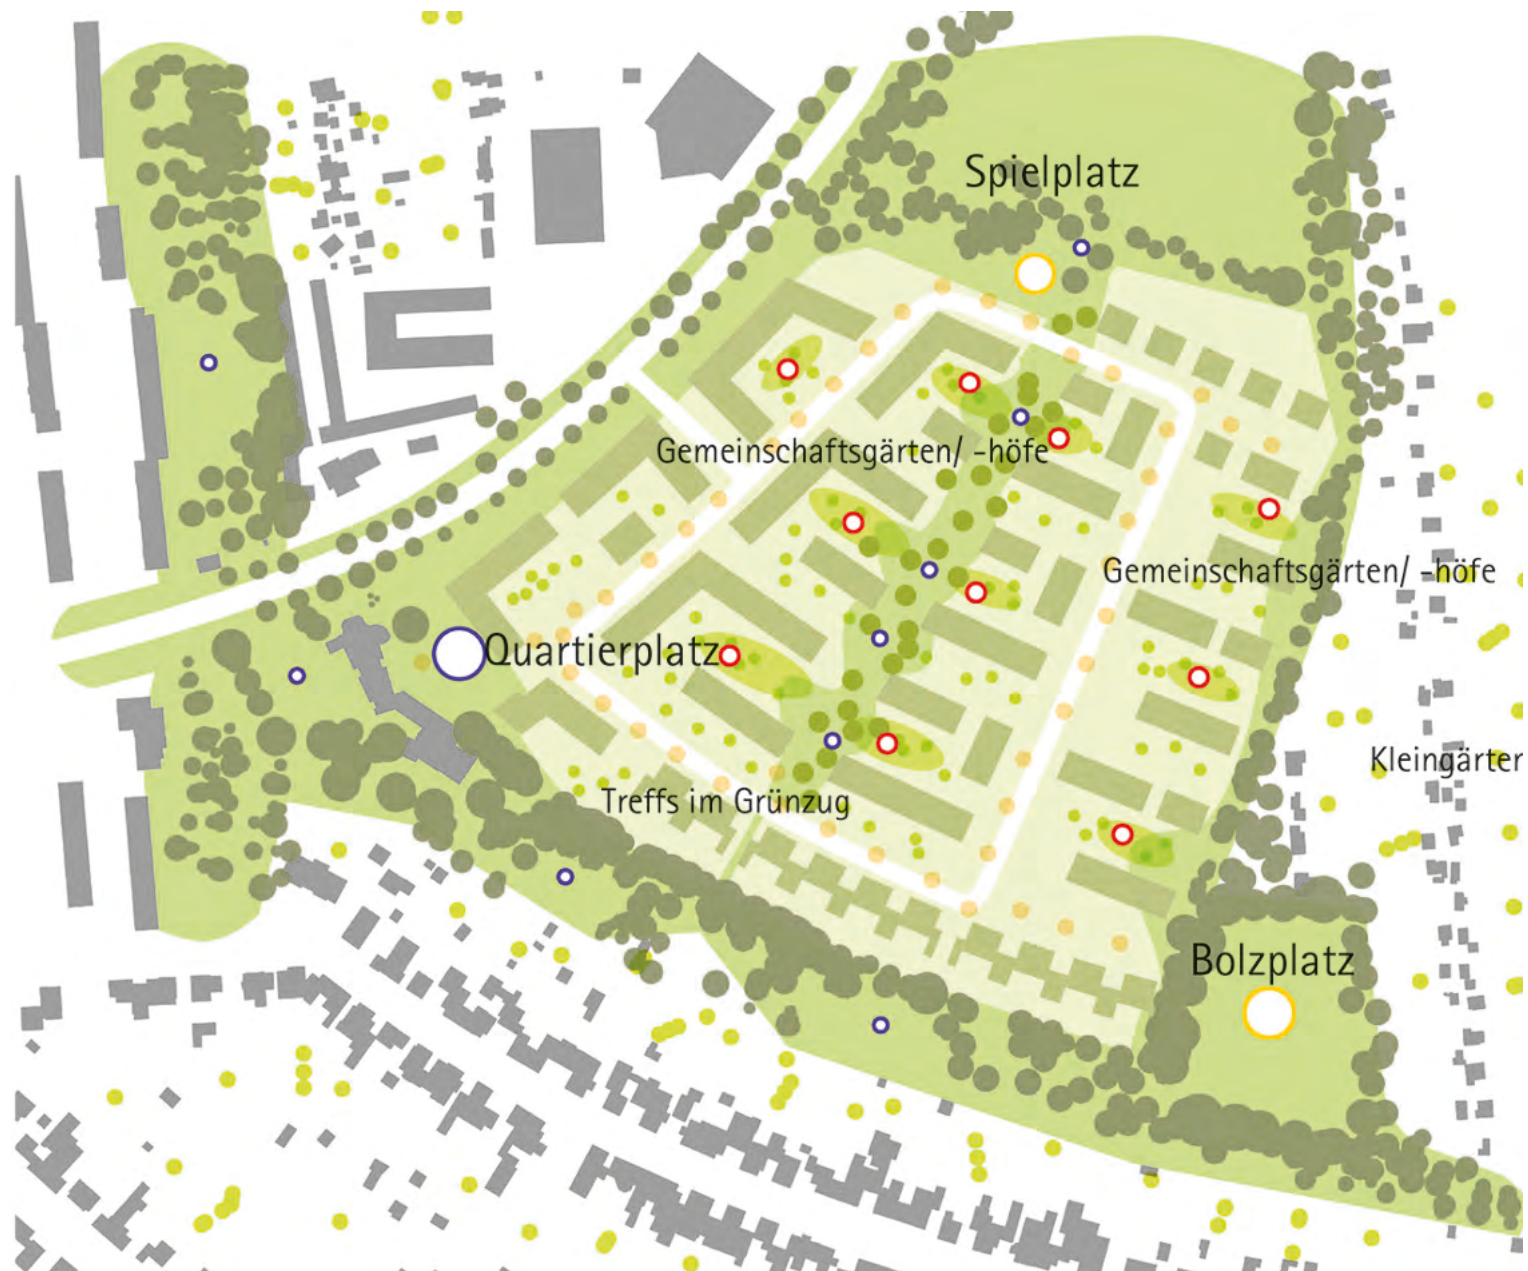 Spielplatz
Gemeinschaftsgärten/ -höfe
Gemeinschaftsgärten/ -höfe
Quartierplatz
Kleingärten
Treffs im Grünzug
Bolzplatz